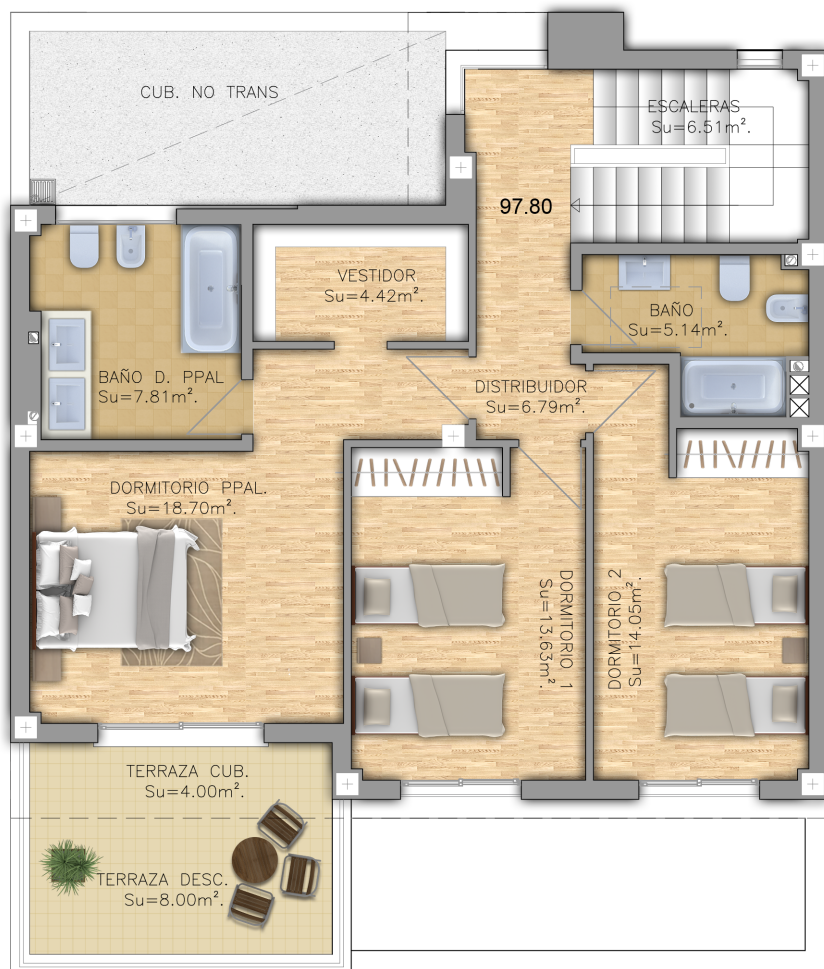 CUB. NO TRANS
ESCALERAS
Su=6.51m².
97.80
VESTIDOR
Su=4.42m².
BAÑO
Su=5.14m².
BAÑO D. PPAL
Su=7.81m².
DISTRIBUIDOR
Su=6.79m².
DORMITORIO PPAL.
Su=18.70m².
DORMITORIO 1
Su=13.63m².
DORMITORIO 2
Su=14.05m².
TERRAZA CUB.
Su=4.00m².
TERRAZA DESC.
Su=8.00m².